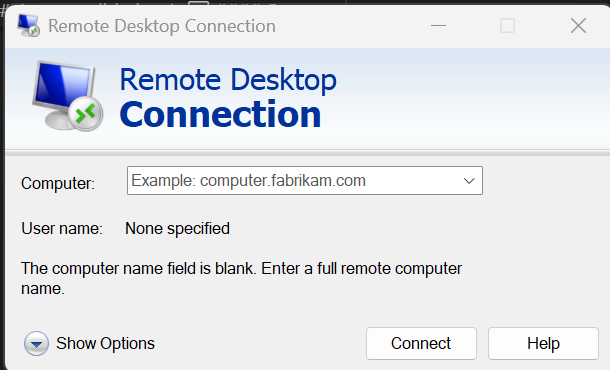 Remote Desktop Connection
Remote Desktop
Connection
Computer:
Example: computer.fabrikam.com
User name:
None specified
The computer name field is blank. Enter a full remote computer
name.
Show Options
Connect
Help